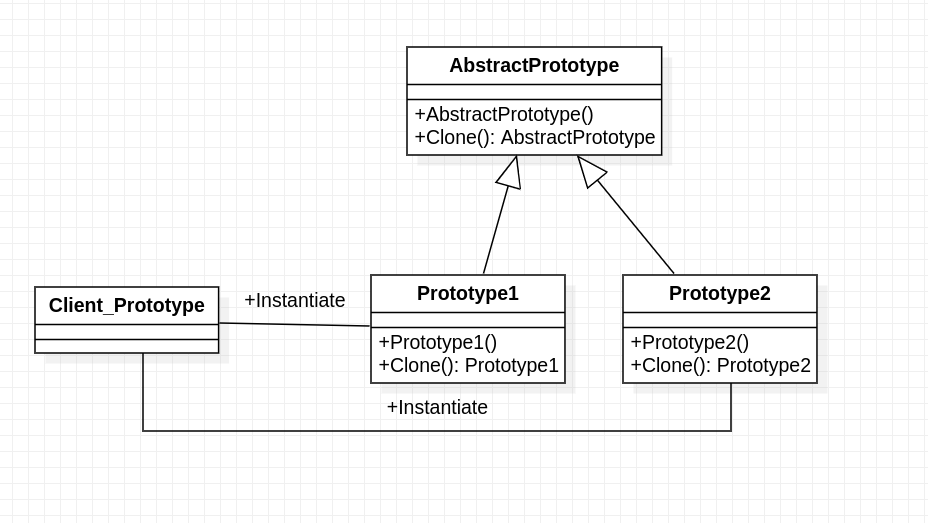 AbstractPrototype
+AbstractPrototype()
+Clone(): AbstractPrototype
Client_Prototype
+Instantiate
Prototype1
+Prototype1()
+Clone(): Prototype1
Prototype2
+Prototype2()
+Clone(): Prototype2
+Instantiate